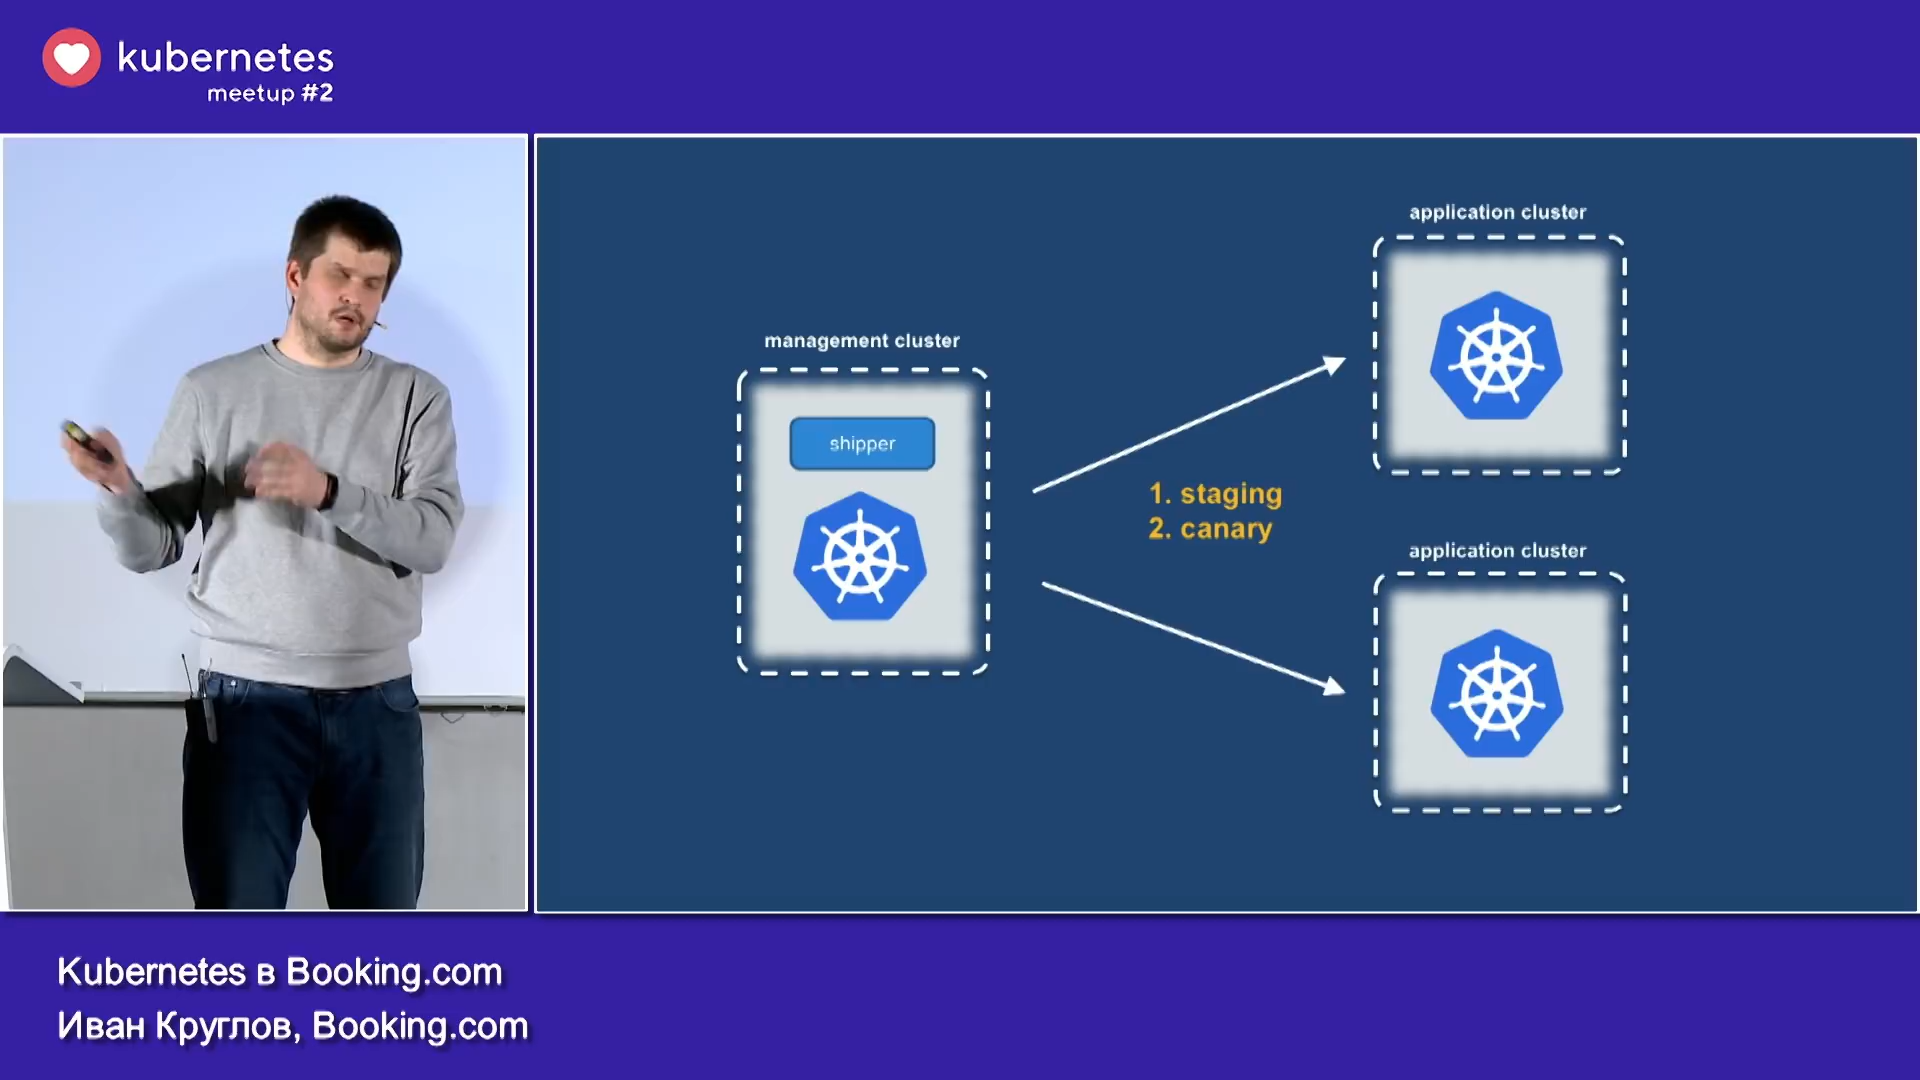 kubernetes
meetup #2
application cluster
management cluster
shipper
1. staging
2. canary
application cluster
Kubernetes в Booking.com
Иван Круглов, Booking.com